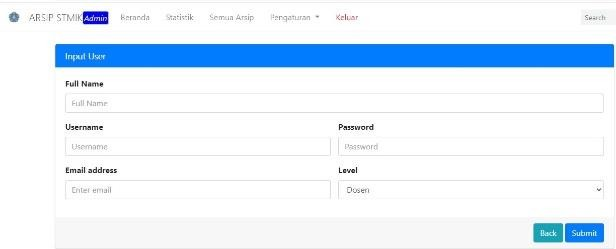 ARSIP STMIK Admin Beranda Statistik Semua Arsip Pengaturan Keluar Search
Input User
Full Name
Full Name
Username Password
Username Password
Email address Level
Enter email Dosen
Back Submit